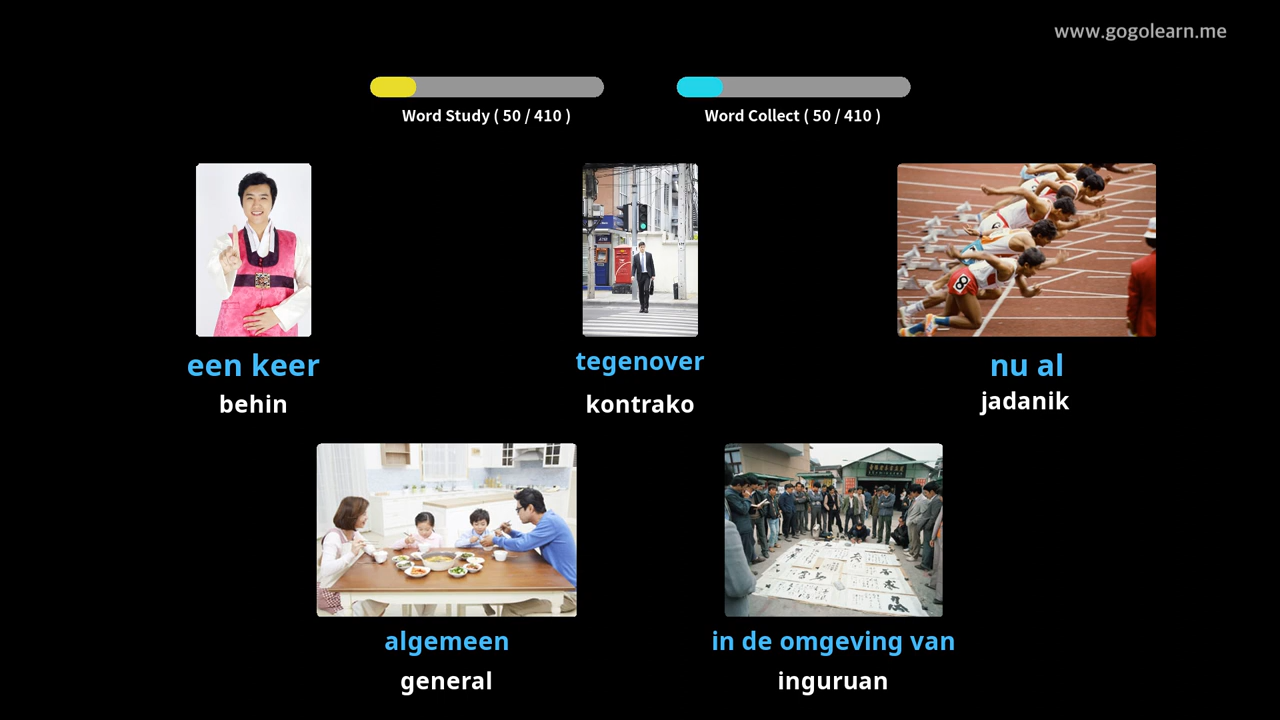 www.gogolearn.me
Word Study ( 50 / 410 )
Word Collect ( 50 / 410 )
een keer
behin
tegenover
kontrako
nu al
jadanik
algemeen
general
in de omgeving van
inguruan